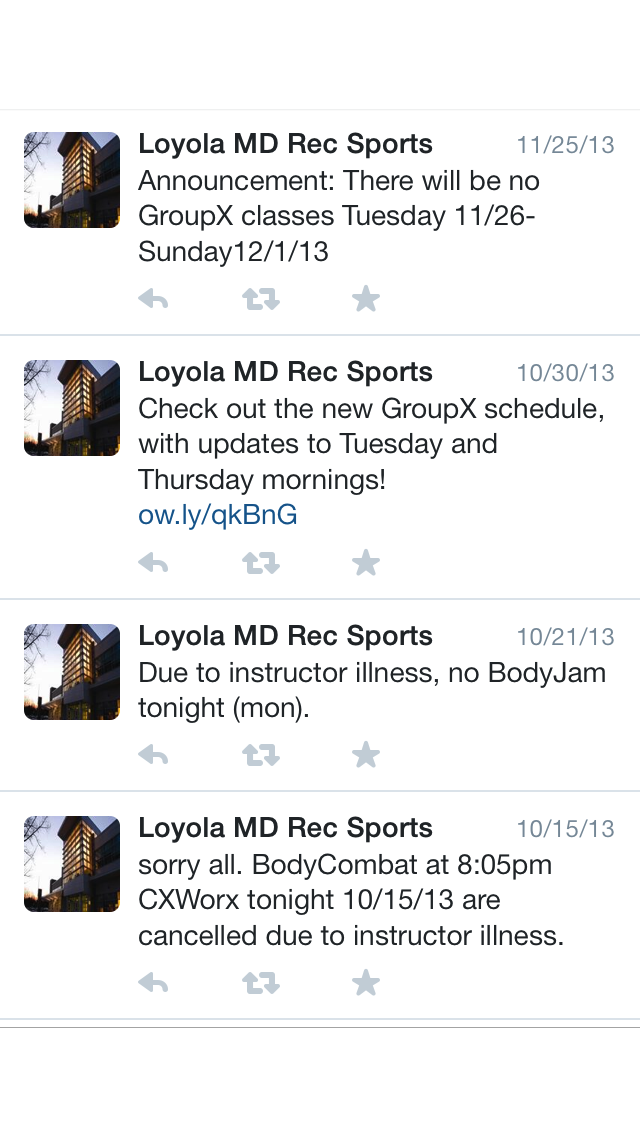 Loyola MD Rec Sports 11/25/13
Announcement: There will be no
GroupX classes Tuesday 11/26-
Sunday12/1/13
Loyola MD Rec Sports 10/30/13
Check out the new GroupX schedule,
with updates to Tuesday and
Thursday mornings!
ow.ly/qkBnG
Loyola MD Rec Sports 10/21/13
Due to instructor illness, no BodyJam
tonight (mon).
Loyola MD Rec Sports 10/15/13
sorry all. BodyCombat at 8:05pm
CXWorx tonight 10/15/13 are
cancelled due to instructor illness.